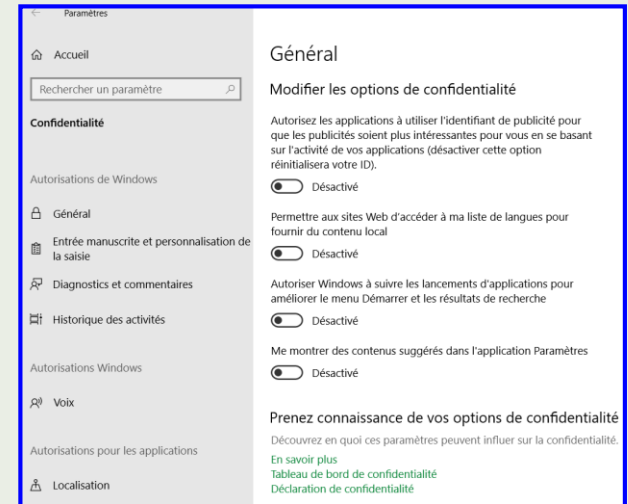 Paramètres
Accueil
Rechercher un paramètre
Confidentialité
Autorisations de Windows
Général
Entrée manuscrite et personnalisation de
la saisie
Diagnostics et commentaires
Historique des activités
Autorisations Windows
Voix
Autorisations pour les applications
Localisation
Général
Modifier les options de confidentialité
Autorisez les applications à utiliser l'identifiant de publicité pour
que les publicités soient plus intéressantes pour vous en se basant
sur l'activité de vos applications (désactiver cette option
réinitialisera votre ID).
Désactivé
Permettre aux sites Web d'accéder à ma liste de langues pour
fournir du contenu local
Désactivé
Autoriser Windows à suivre les lancements d'applications pour
améliorer le menu Démarrer et les résultats de recherche
Désactivé
Me montrer des contenus suggérés dans l'application Paramètres
Désactivé
Prenez connaissance de vos options de confidentialité
Découvrez en quoi ces paramètres peuvent influer sur la confidentialité.
En savoir plus
Tableau de bord de confidentialité
Déclaration de confidentialité